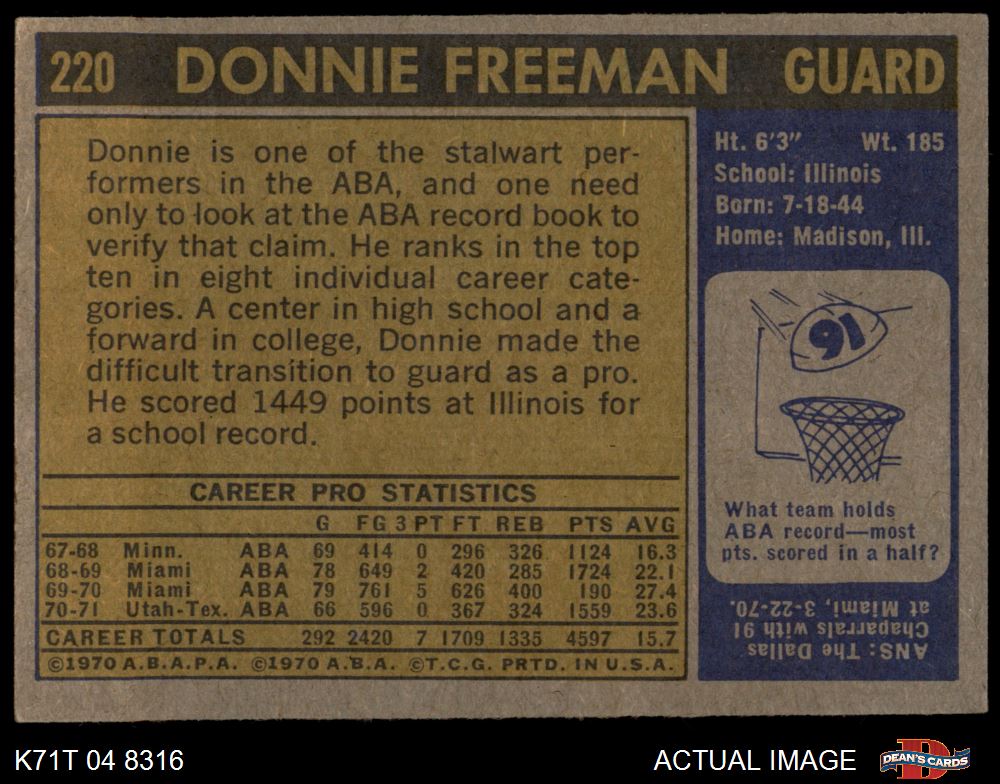 220 DONNIE FREEMAN GUARD
Donnie is one of the stalwart per-
formers in the ABA, and one need
only to look at the ABA record book to
verify that claim. He ranks in the top
ten in eight individual career cate-
gories. A center in high school and a
forward in college, Donnie made the
difficult transition to guard as a pro.
He scored 1449 points at Illinois for
a school record.
CAREER PRO STATISTICS
G FG 3 PT FT REB PTS AVG
67-68 Minn. ABA 69 414 0 296 326 1124 16.3
68-69 Miami ABA 78 649 2 420 285 1724 22.1
69-70 Miami ABA 79 761 5 626 400 190 27.4
70-71 Utah-Tex. ABA 66 596 0 367 324 1559 23.6
CAREER TOTALS 292 2420 7 1709 1335 4597 15.7
©1970 A.B.A.P.A. ©1970 A.B.A. ©T.C.G. PRTD. IN U.S.A.
Ht. 6'3" Wt. 185
School: Illinois
Born: 7-18-44
Home: Madison, Ill.
91
What team holds
ABA record—most
pts. scored in a half?
ANS: The Dallas
Chaparrals with 91
at Miami, 3-22-70.
K71T 04 8316
ACTUAL IMAGE
D
DEAN'S CARDS